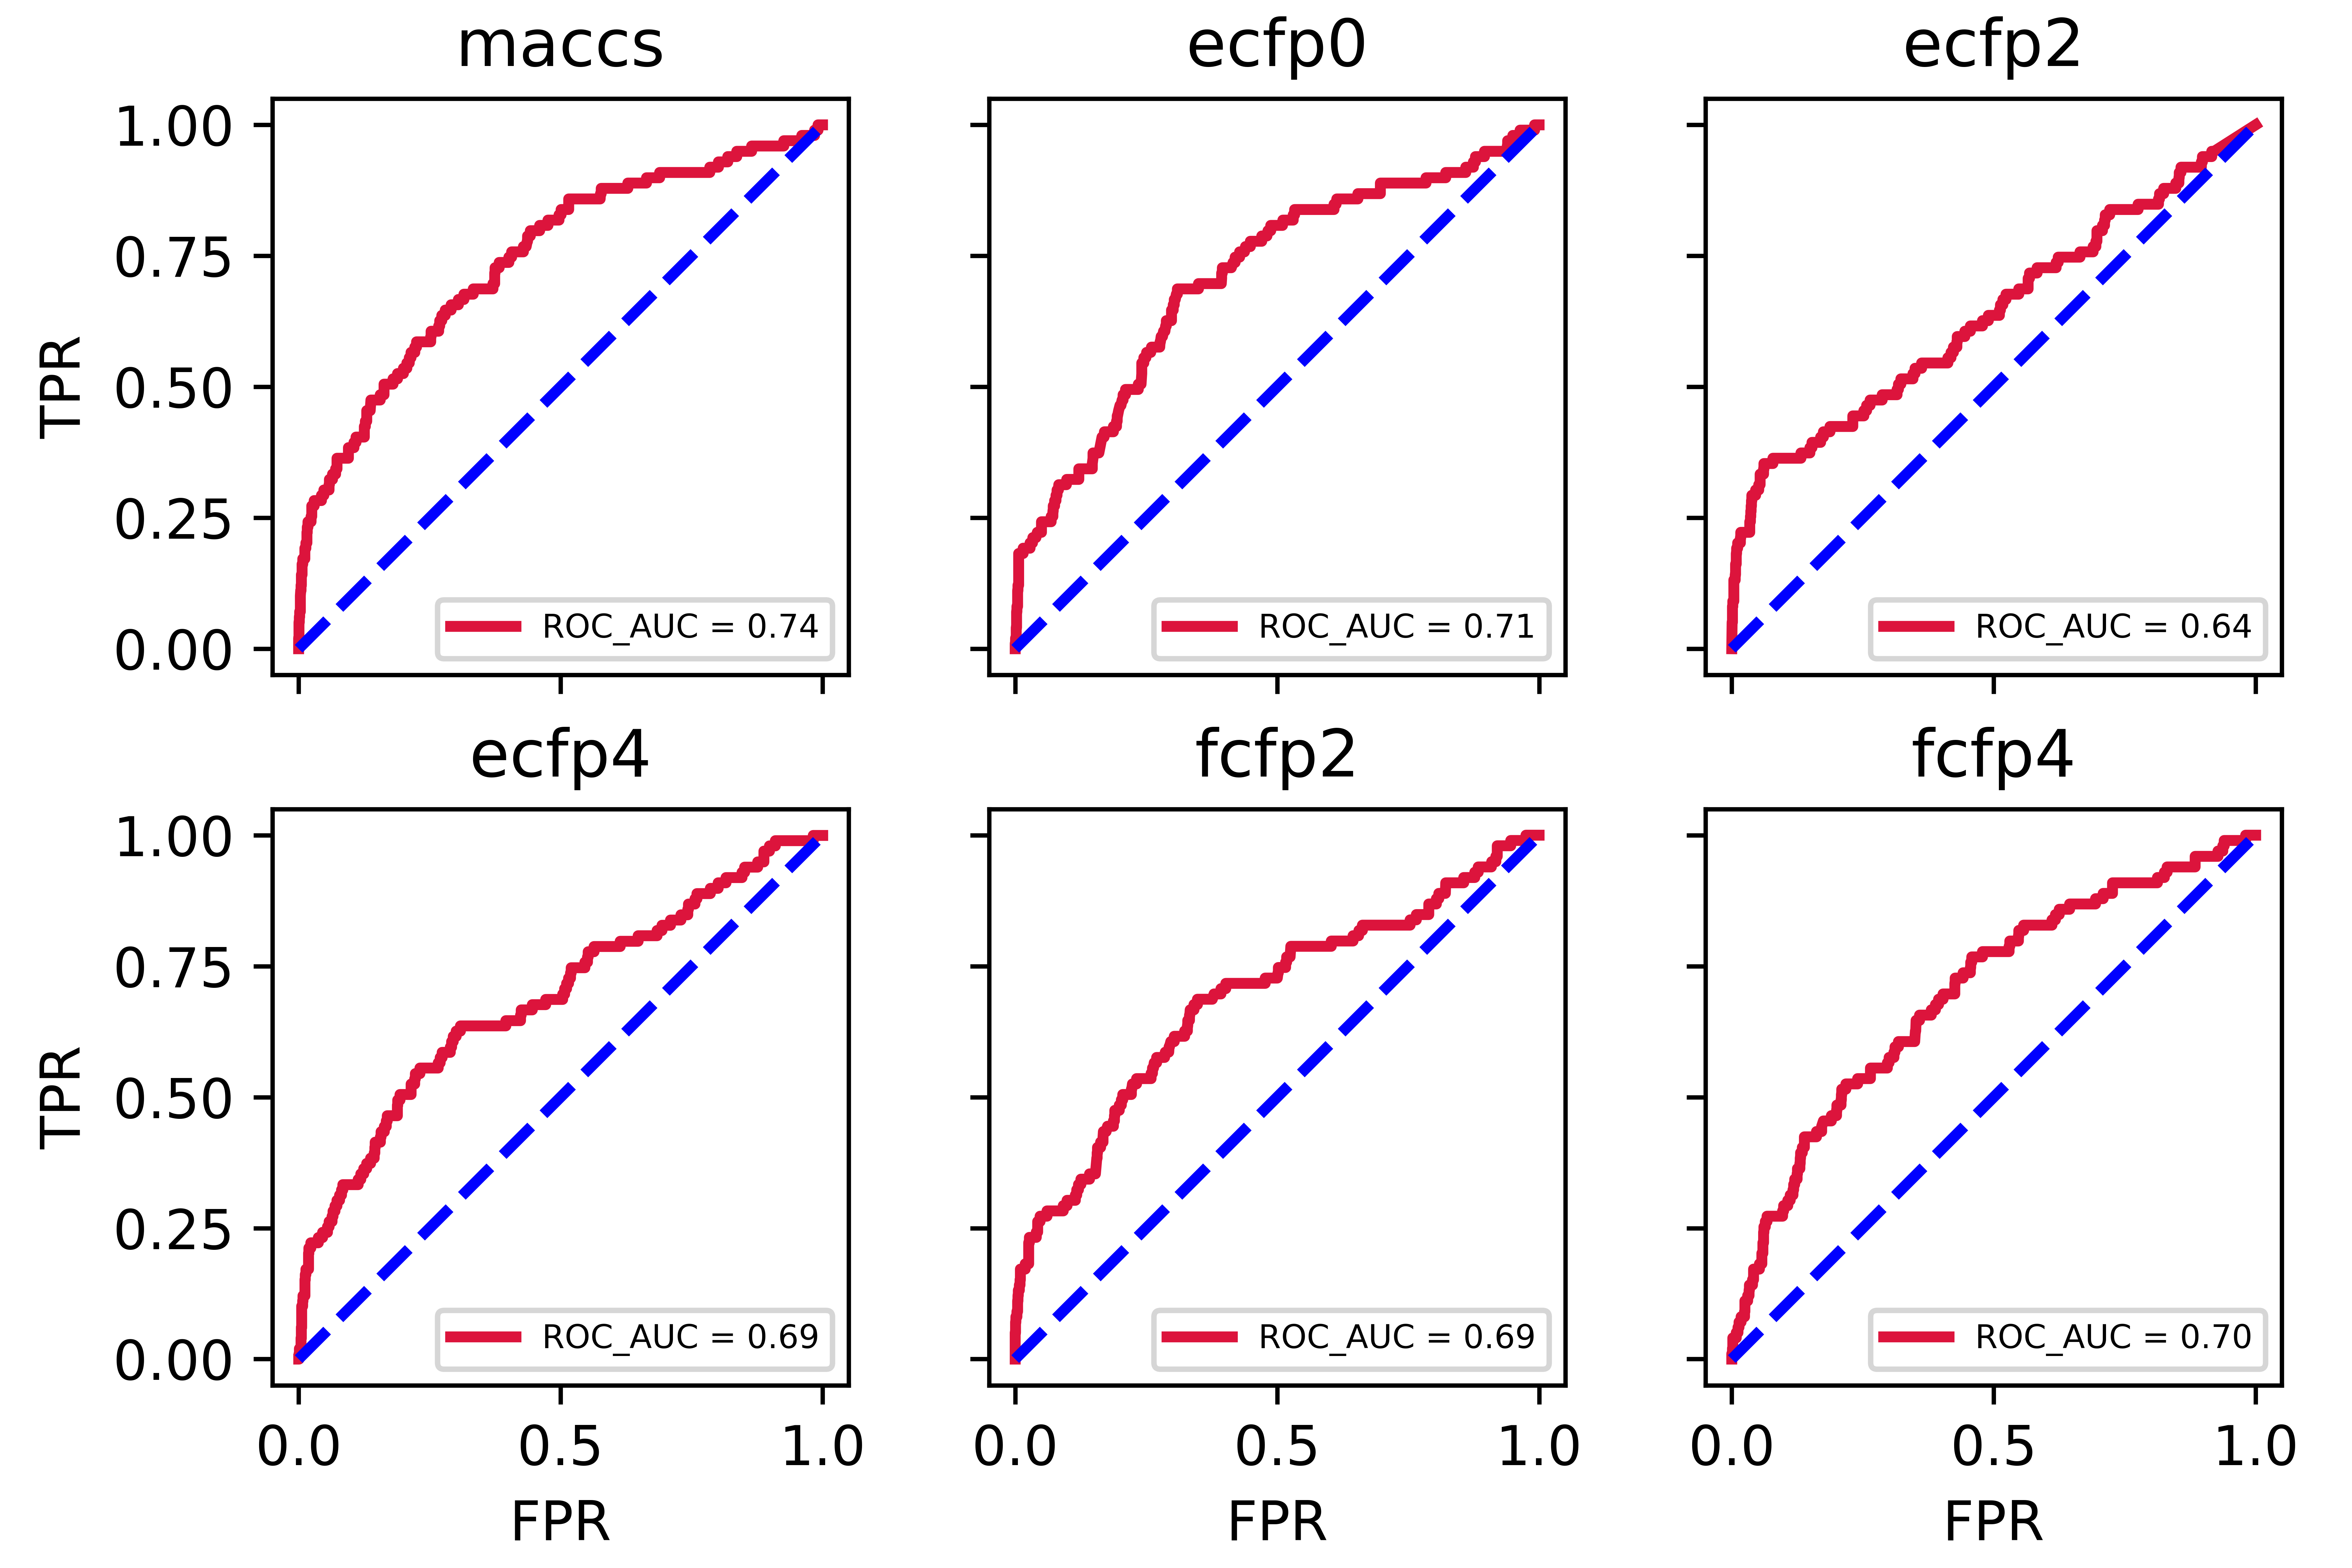 maccs
ecfp0
ecfp2
1.00
0.75
0.50
0.25
0.00
TPR
ROC_AUC = 0.74
ROC_AUC = 0.71
ROC_AUC = 0.64
ecfp4
fcfp2
fcfp4
1.00
0.75
0.50
0.25
0.00
TPR
ROC_AUC = 0.69
ROC_AUC = 0.69
ROC_AUC = 0.70
0.0 0.5 1.0
0.0 0.5 1.0
0.0 0.5 1.0
FPR
FPR
FPR